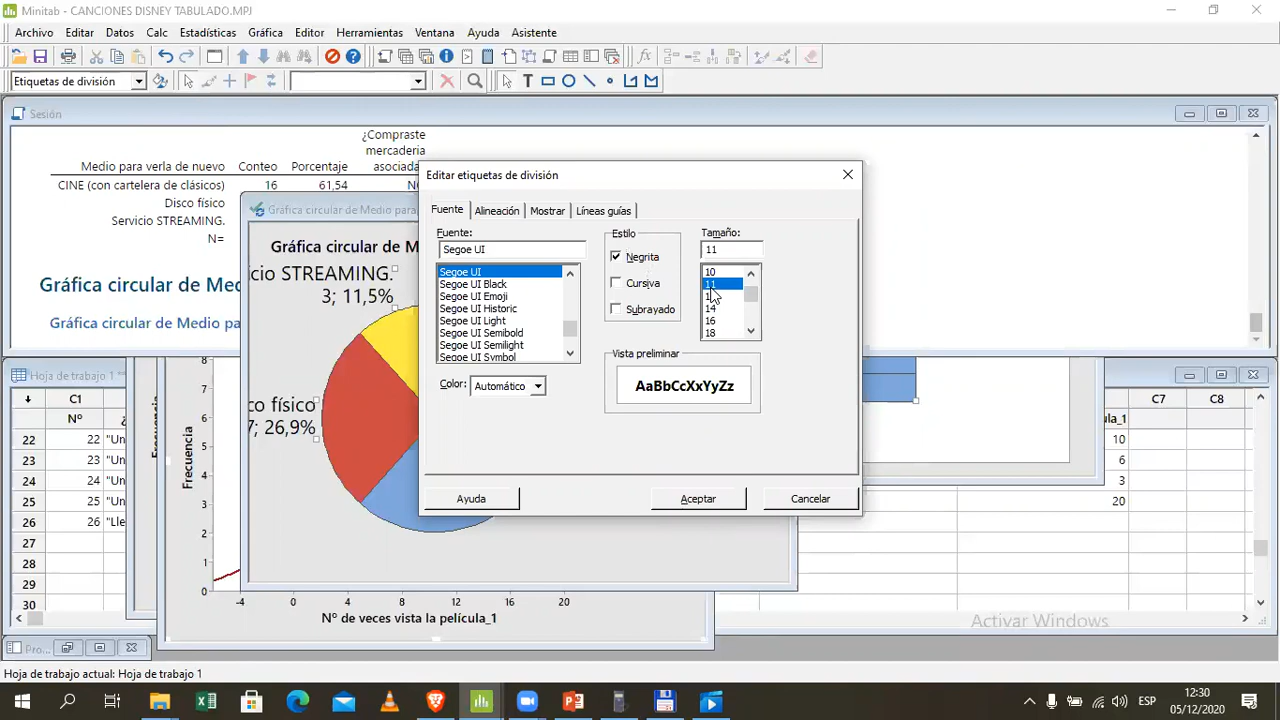 Minitab - CANCIONES DISNEY TABULADO.MPJ
Archivo Editar Datos Calc Estadísticas Gráfica Editor Herramientas Ventana Ayuda Asistente
Etiquetas de división
Sesión
¿Compraste
mercaderia
Medio para verla de nuevo Conteo Porcentaje asociada
CINE (con cartelera de clásicos) 16 61,54
Disco físico
Servicio STREAMING.
N=
Gráfica circular de Med
Gráfica circular de Medio par
Gráfica circular de Medio para
Gráfica circular de M
cio STREAMING.
3; 11,5%
co físico
7; 26,9%
Editar etiquetas de división
Fuente Alineación Mostrar Líneas guías
Fuente:
Segoe UI
Segoe UI
Segoe UI Black
Segoe UI Emoji
Segoe UI Historic
Segoe UI Light
Segoe UI Semibold
Segoe UI Semilight
Segoe UI Symbol
Color: Automático
Estilo
Negrita
Cursiva
Subrayado
Tamaño:
11
10
11
14
16
18
Vista preliminar
AaBbCcXxYyZz
Ayuda Aceptar Cancelar
Hoja de trabajo 1
C1
Nº
22 22 "Un
23 23 "Un
24 24 "Un
25 25 "Un
26 26 "Lle
27
28
29
30
Frecuencia
8
7
6
5
4
3
2
1
0
-4 0 4 8 12 16 20
Nº de veces vista la película_1
C7 C8
ıla_1
10
6
3
20
Activar Windows
Pro...
Hoja de trabajo actual: Hoja de trabajo 1
ESP
12:30
05/12/2020